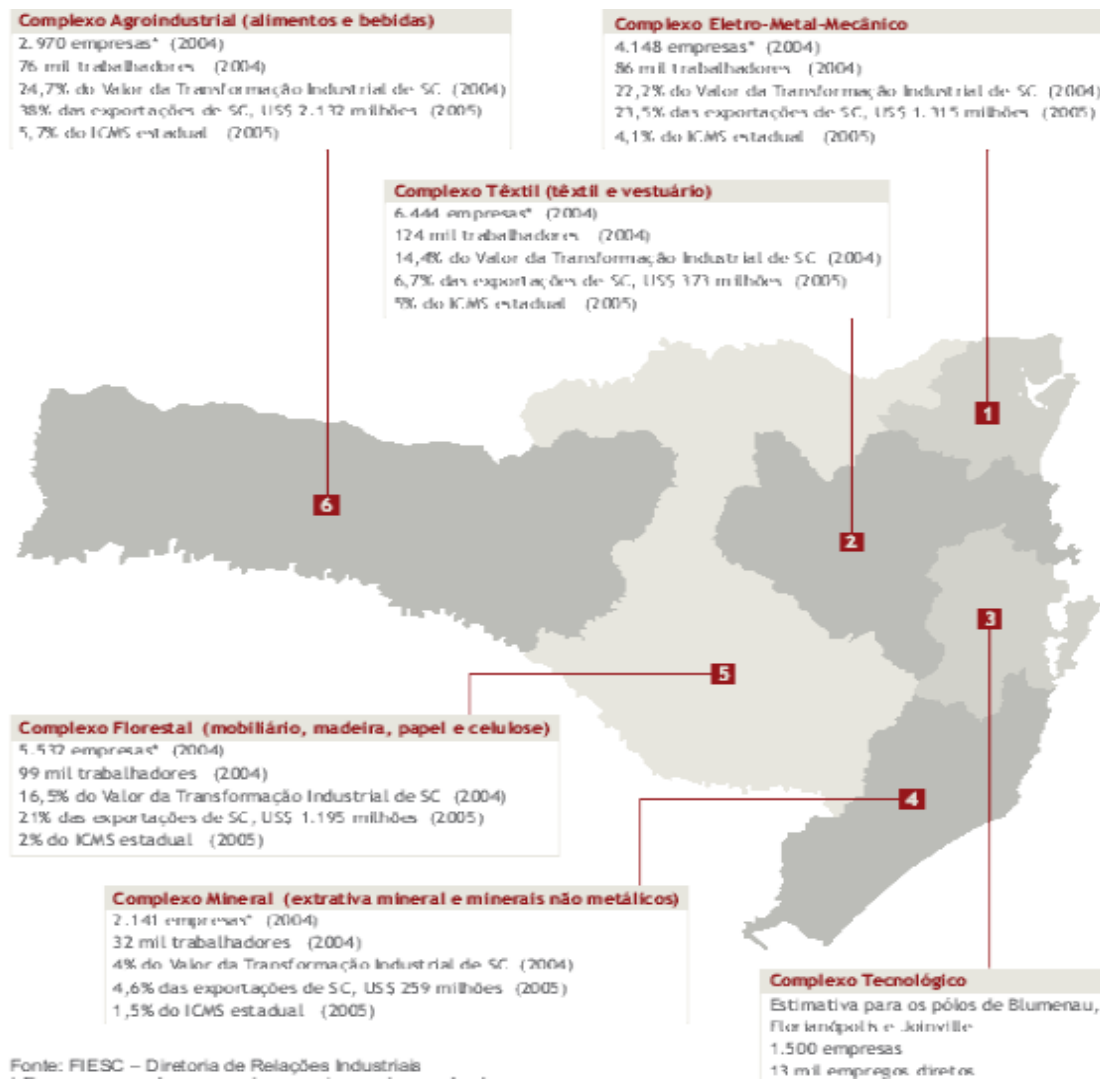 Complexo Agroindustrial (alimentos e bebidas)
2.970 empresas* (2004)
76 mil trabalhadores (2004)
24,7% do Valor da Transformação Industrial de SC (2004)
38% das exportações de SC, US$ 2.132 milhões (2005)
5,7% do ICMS estadual (2005)
Complexo Eletro-Metal-Mecânico
4.148 empresas* (2004)
86 mil trabalhadores (2004)
22,2% do Valor da Transformação Industrial de SC (2004)
23,5% das exportações de SC, US$ 1.315 milhões (2005)
4,1% do ICMS estadual (2005)
Complexo Têxtil (têxtil e vestuário)
6.444 empresas* (2004)
124 mil trabalhadores (2004)
14,4% do Valor da Transformação Industrial de SC (2004)
6,7% das exportações de SC, US$ 373 milhões (2005)
5% do ICMS estadual (2005)
1
6
2
3
5
4
Complexo Florestal (mobiliário, madeira, papel e celulose)
5.532 empresas* (2004)
99 mil trabalhadores (2004)
16,5% do Valor da Transformação Industrial de SC (2004)
21% das exportações de SC, US$ 1.195 milhões (2005)
2% do ICMS estadual (2005)
Complexo Mineral (extrativa mineral e minerais não metálicos)
2.141 empresas* (2004)
32 mil trabalhadores (2004)
4% do Valor da Transformação Industrial de SC (2004)
4,6% das exportações de SC, US$ 259 milhões (2005)
1,5% do ICMS estadual (2005)
Complexo Tecnológico
Estimativa para os pólos de Blumenau,
Florianópolis e Joinville
1.500 empresas
13 mil empregos diretos
Fonte: FIESC – Diretoria de Relações Industriais